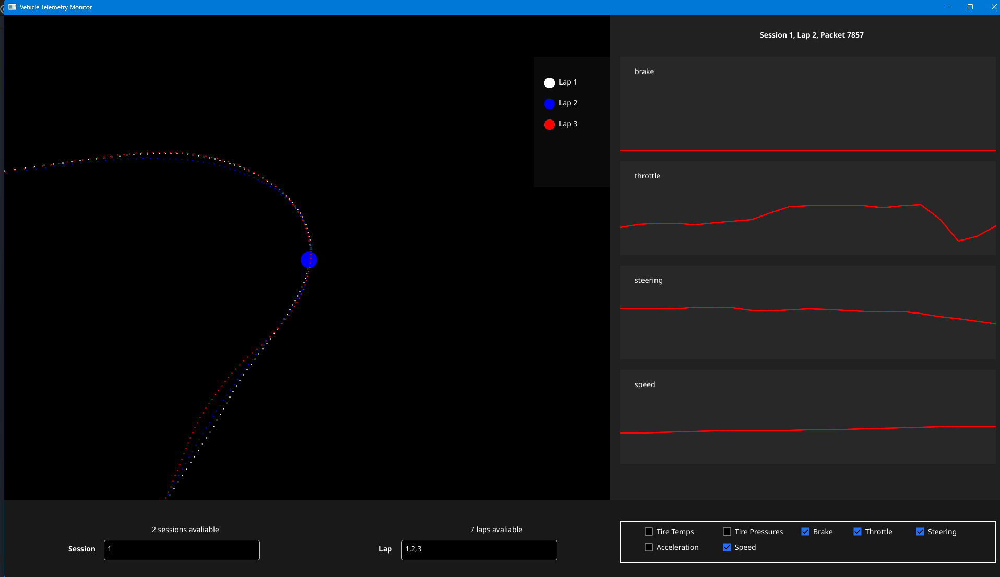 Vehicle Telemetry Monitor
Session 1, Lap 2, Packet 7857
Lap 1
Lap 2
Lap 3
brake
throttle
steering
speed
2 sessions avaliable
7 laps avaliable
Session 1
Lap 1,2,3
Tire Temps Tire Pressures Brake Throttle Steering
Acceleration Speed